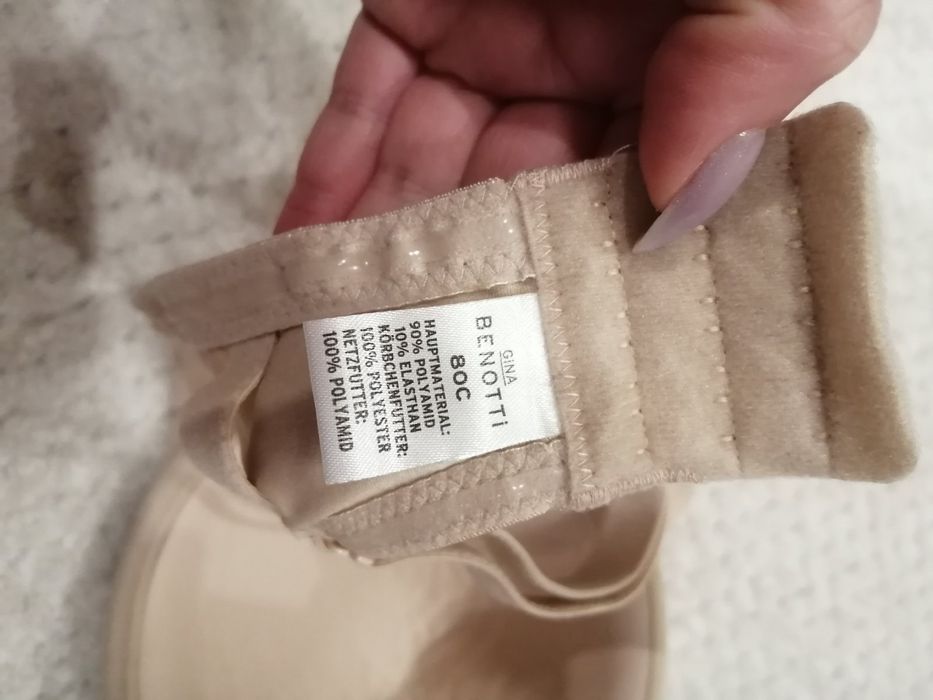 GINA
BENOTTI
80C
HAUPTMATERIAL:
90% POLYAMID
10% ELASTHAN
KÖRBCHENFUTTER:
100% POLYESTER
NETZFUTTER:
100% POLYAMID